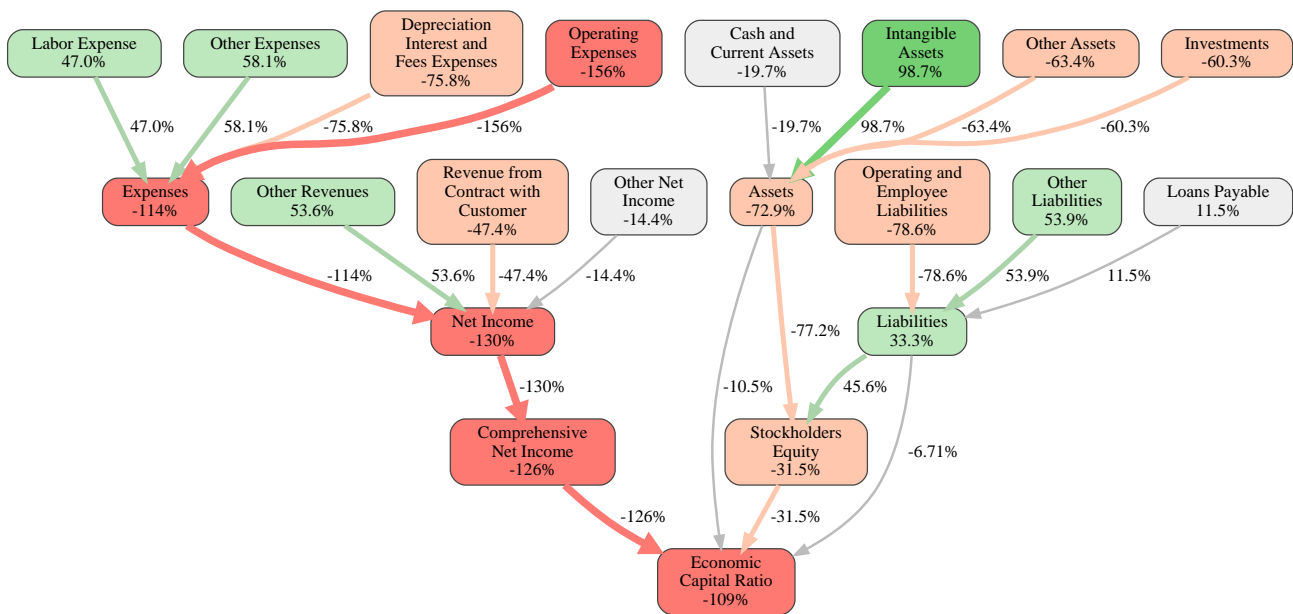 Labor Expense
47.0%
Other Expenses
58.1%
Depreciation
Interest and
Fees Expenses
-75.8%
Operating
Expenses
-156%
Cash and
Current Assets
-19.7%
Intangible
Assets
98.7%
Other Assets
-63.4%
Investments
-60.3%
47.0%
58.1%
-75.8%
-156%
-19.7%
98.7%
-63.4%
-60.3%
Expenses
-114%
Other Revenues
53.6%
Revenue from
Contract with
Customer
-47.4%
Other Net
Income
-14.4%
Assets
-72.9%
Operating and
Employee
Liabilities
-78.6%
Other
Liabilities
53.9%
Loans Payable
11.5%
-114%
53.6%
-47.4%
-14.4%
-78.6%
53.9%
11.5%
Net Income
-130%
-77.2%
Liabilities
33.3%
-130%
-10.5%
45.6%
Comprehensive
Net Income
-126%
Stockholders
Equity
-31.5%
-6.71%
-126%
-31.5%
Economic
Capital Ratio
-109%